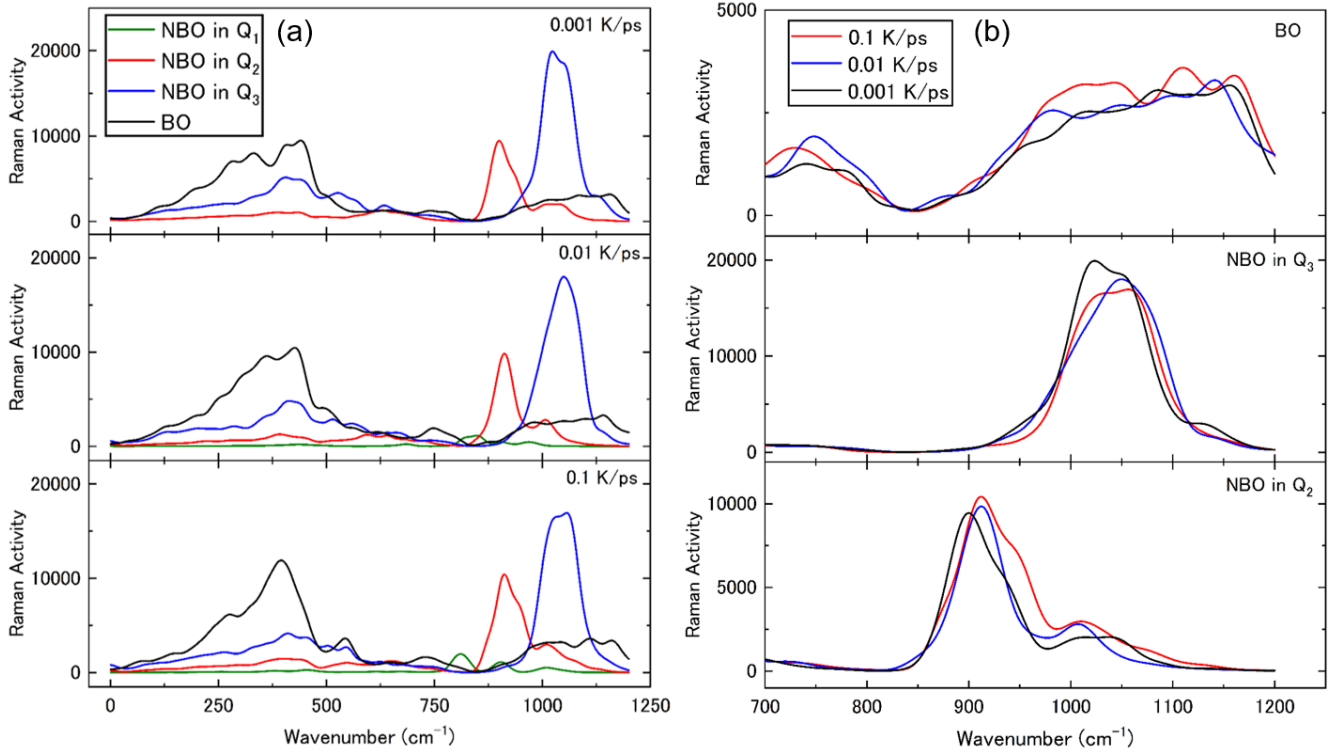 (a)
NBO in Q1
NBO in Q2
NBO in Q3
BO
0.001 K/ps
20000
10000
0
Raman Activity
0.01 K/ps
20000
10000
0
Raman Activity
0.1 K/ps
20000
10000
0
Raman Activity
0 250 500 750 1000 1250
Wavenumber (cm⁻¹)
(b)
0.1 K/ps
0.01 K/ps
0.001 K/ps
BO
5000
0
Raman Activity
NBO in Q3
20000
10000
0
Raman Activity
NBO in Q2
10000
5000
0
Raman Activity
700 800 900 1000 1100 1200
Wavenumber (cm⁻¹)